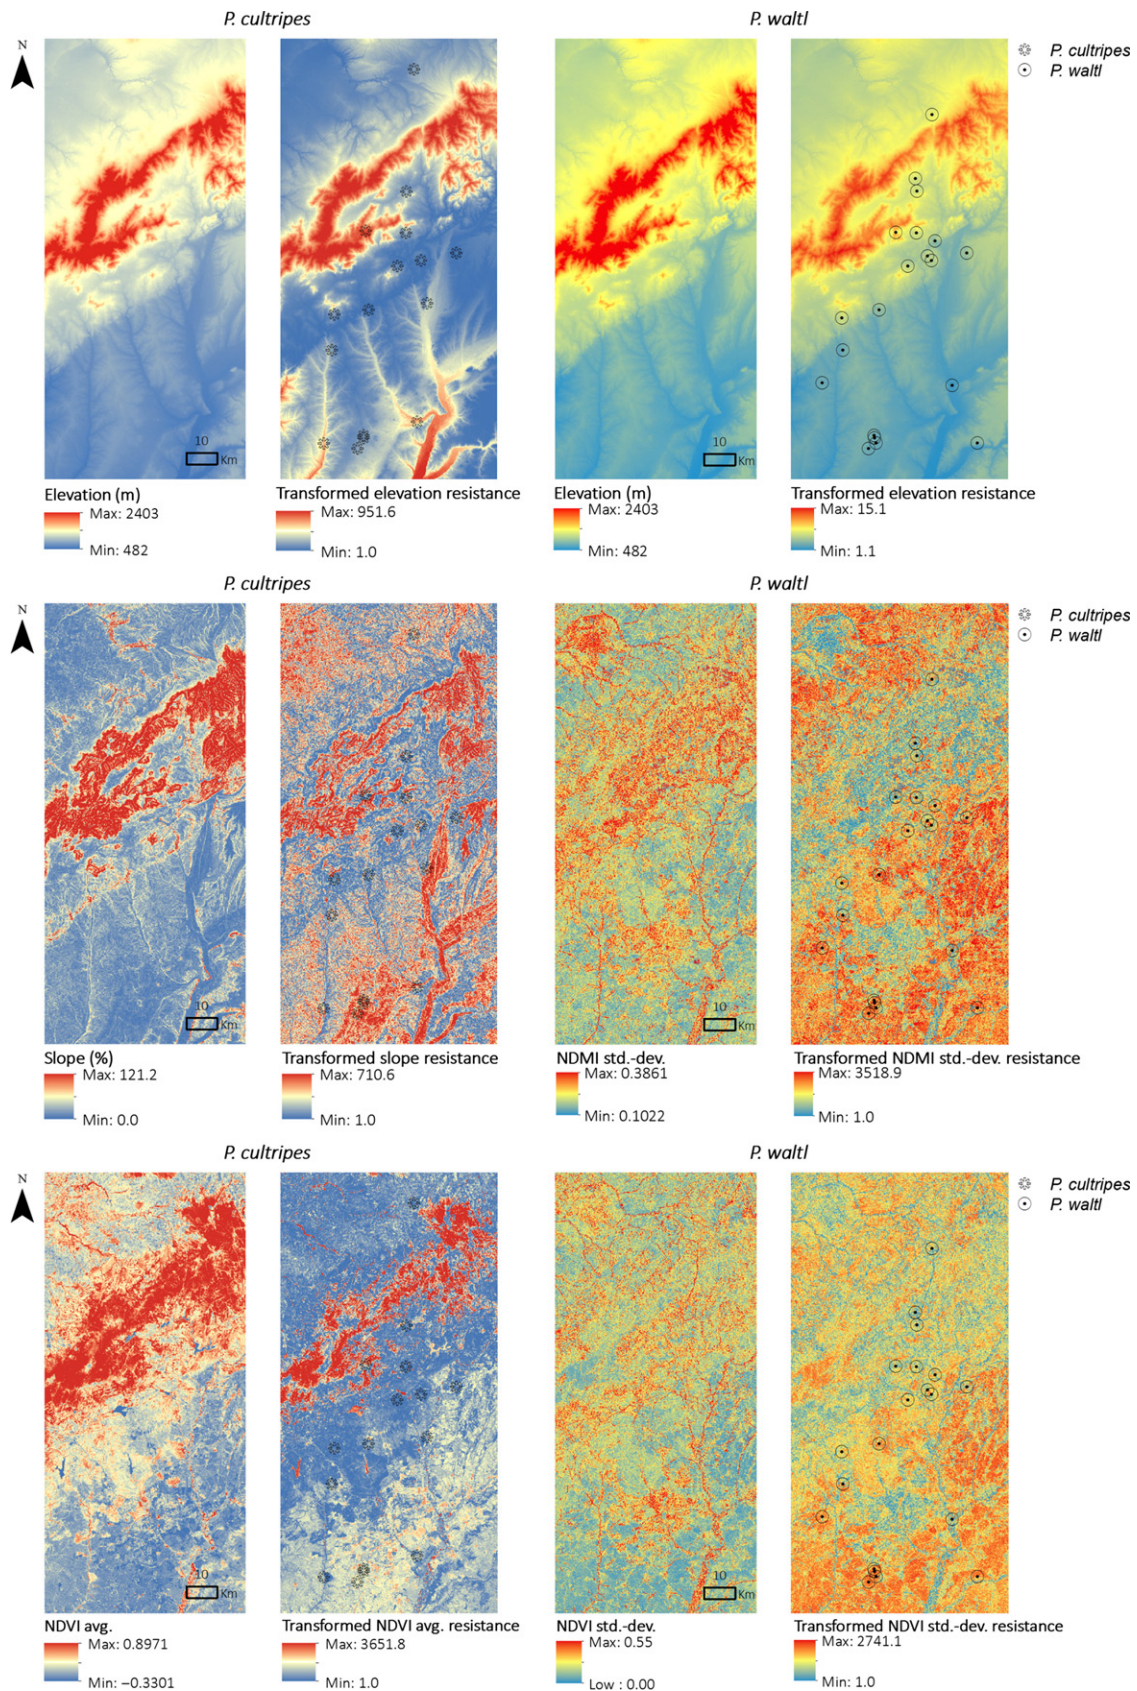 P. cultripes
P. waltl
N
P. cultripes
P. waltl
10
Km
10
Km
Elevation (m)
Max: 2403
Min: 482
Transformed elevation resistance
Max: 951.6
Min: 1.0
Elevation (m)
Max: 2403
Min: 482
Transformed elevation resistance
Max: 15.1
Min: 1.1
P. cultripes
P. waltl
N
P. cultripes
P. waltl
10
Km
10
Km
Slope (%)
Max: 121.2
Min: 0.0
Transformed slope resistance
Max: 710.6
Min: 1.0
NDMI std.-dev.
Max: 0.3861
Min: 0.1022
Transformed NDMI std.-dev. resistance
Max: 3518.9
Min: 1.0
P. cultripes
P. waltl
N
P. cultripes
P. waltl
10
Km
10
Km
NDVI avg.
Max: 0.8971
Min: −0.3301
Transformed NDVI avg. resistance
Max: 3651.8
Min: 1.0
NDVI std.-dev.
Max: 0.55
Low : 0.00
Transformed NDVI std.-dev. resistance
Max: 2741.1
Min: 1.0